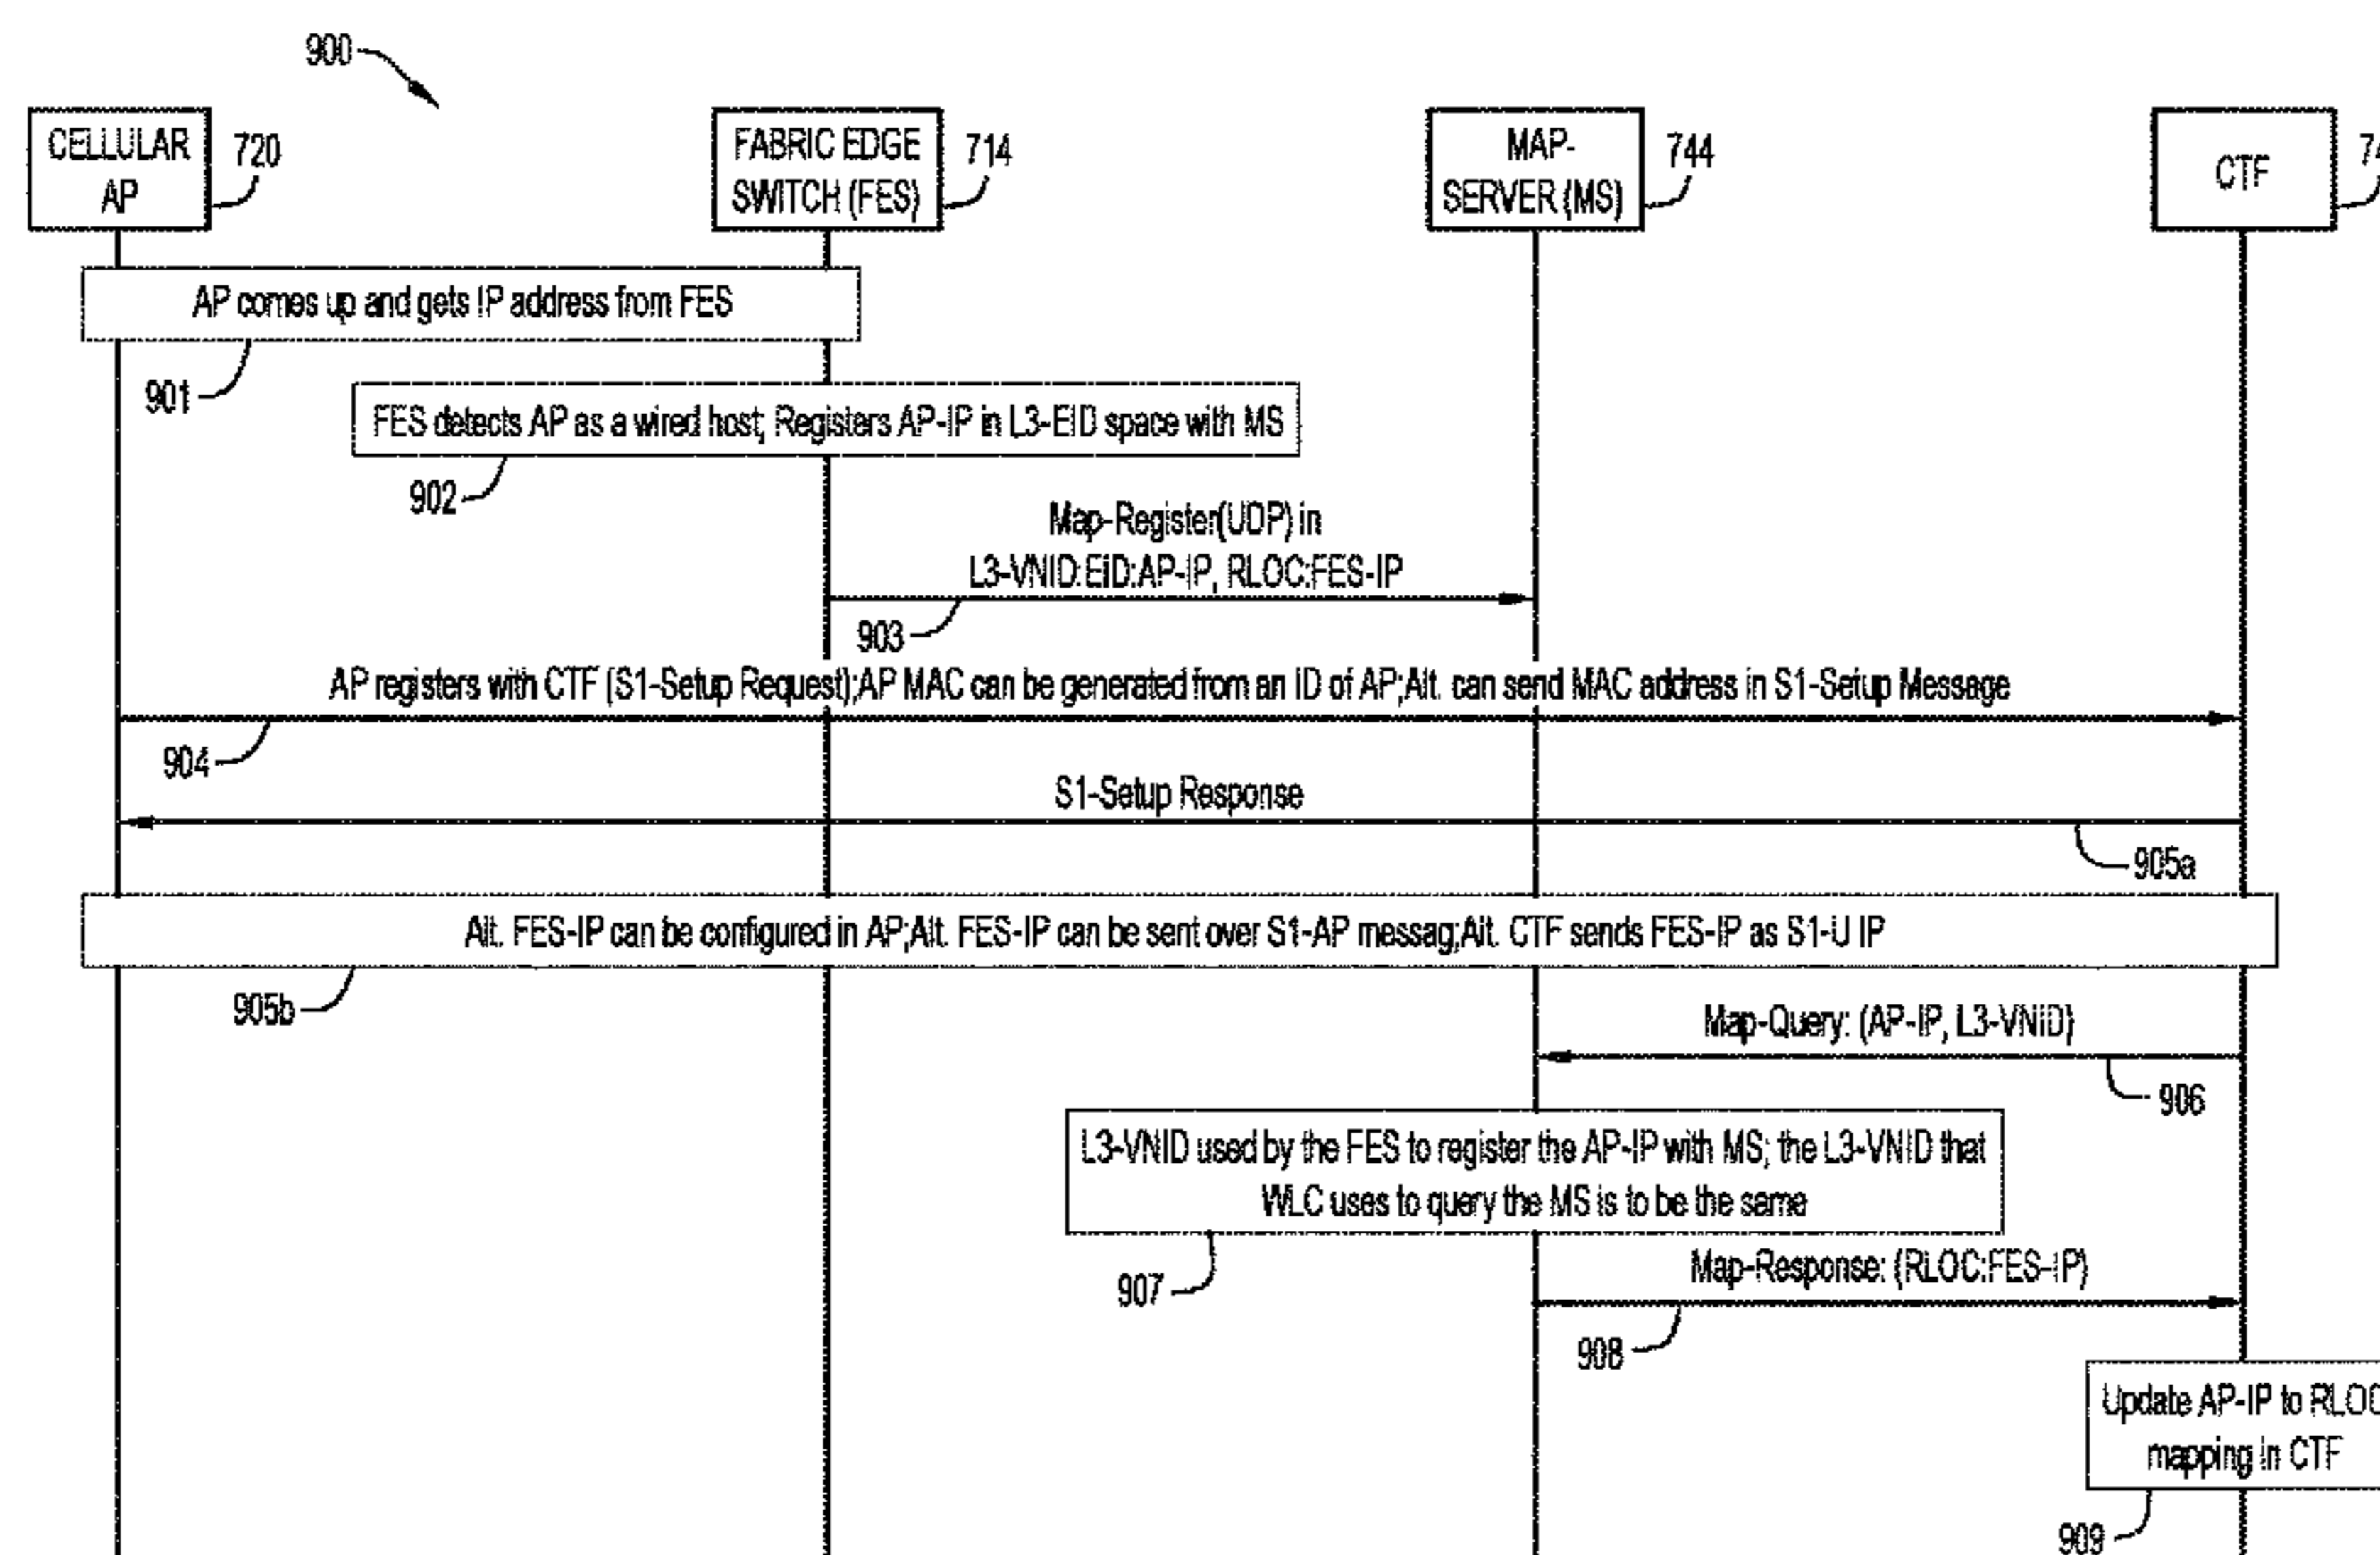 900
CELLULAR
AP
720
FABRIC EDGE
SWITCH (FES)
714
MAP-
SERVER (MS)
744
CTF
AP comes up and gets IP address from FES
901
FES detects AP as a wired host; Registers AP-IP in L3-EID space with MS
902
Map-Register(UDP) in
L3-VNID:EID:AP-IP, RLOC:FES-IP
903
AP registers with CTF (S1-Setup Request);AP MAC can be generated from an ID of AP;Alt. can send MAC address in S1-Setup Message
904
S1-Setup Response
905a
Alt. FES-IP can be configured in AP;Alt. FES-IP can be sent over S1-AP messag;Alt. CTF sends FES-IP as S1-U IP
905b
Map-Query: (AP-IP, L3-VNID)
906
L3-VNID used by the FES to register the AP-IP with MS; the L3-VNID that
WLC uses to query the MS is to be the same
907
Map-Response: (RLOC:FES-IP)
908
Update AP-IP to RLOC
mapping in CTF
909